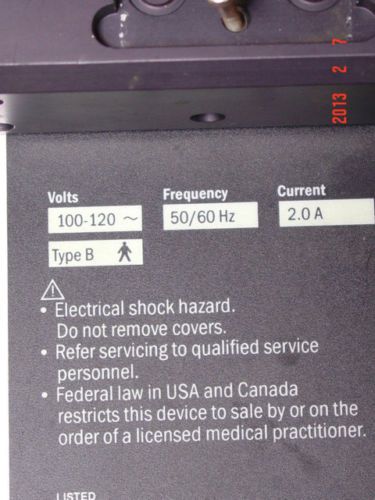 2013 2 7
Volts Frequency Current
100-120 ~ 50/60 Hz 2.0 A
Type B
• Electrical shock hazard.
Do not remove covers.
• Refer servicing to qualified service
personnel.
• Federal law in USA and Canada
restricts this device to sale by or on the
order of a licensed medical practitioner.
LISTED